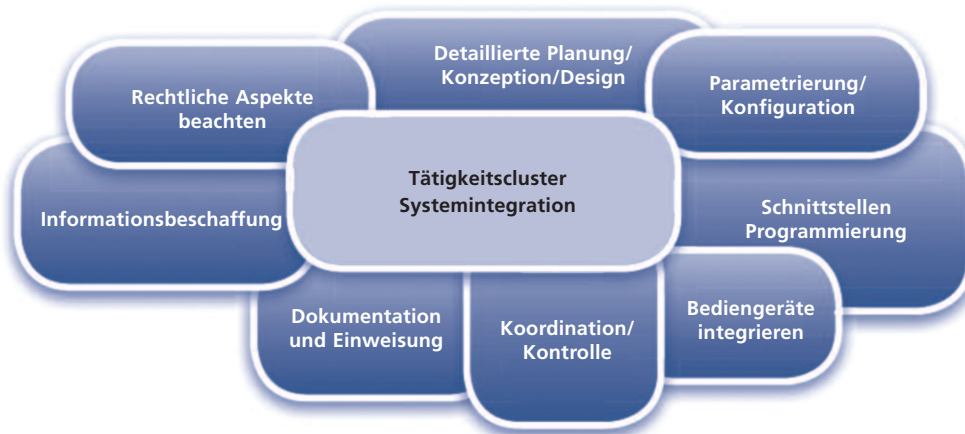 Detaillierte Planung/
Konzeption/Design
Rechtliche Aspekte
beachten
Parametrierung/
Konfiguration
Tätigkeitscluster
Systemintegration
Informationsbeschaffung
Schnittstellen
Programmierung
Dokumentation
und Einweisung
Koordination/
Kontrolle
Bediengeräte
integrieren